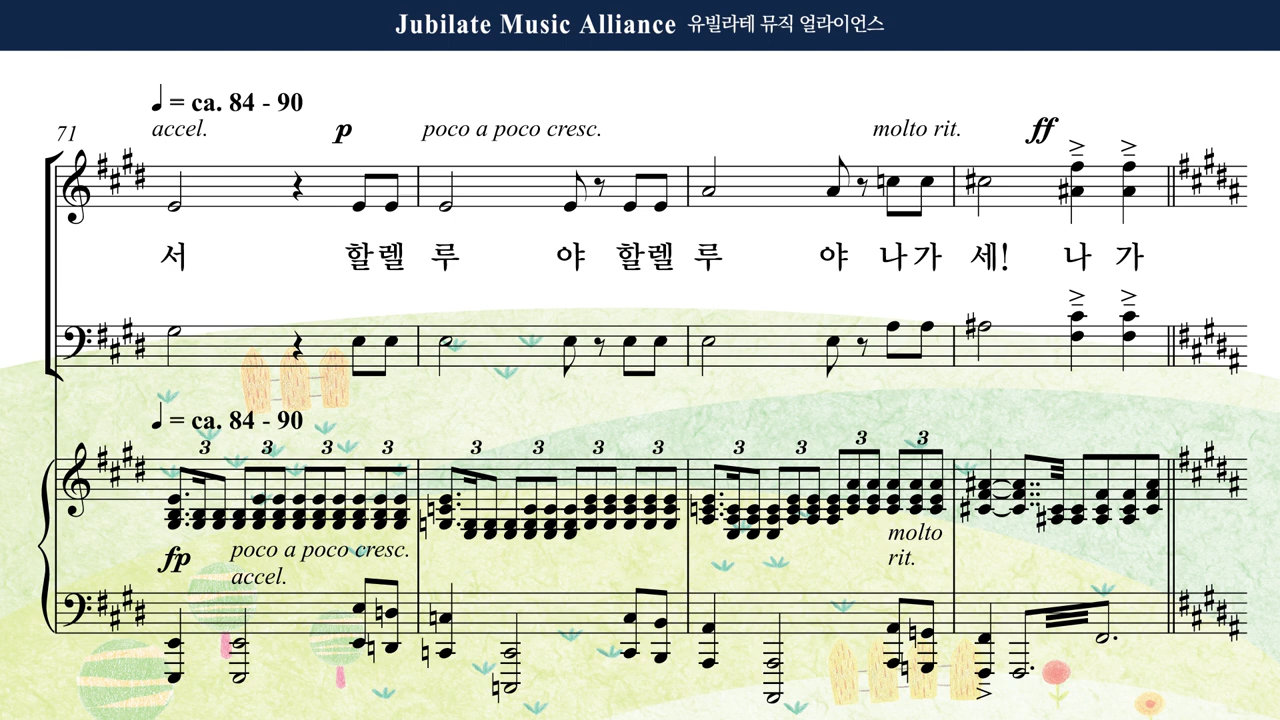 Jubilate Music Alliance 유빌라테 뮤직 얼라이언스
♩ = ca. 84 - 90
71 accel. p poco a poco cresc. molto rit. ff
서 할렐 루 야 할렐 루 야 나가 세! 나 가
♩ = ca. 84 - 90
3 3 3 3 3 3 3 3 3 3 3 3
fp poco a poco cresc. molto
accel. rit.